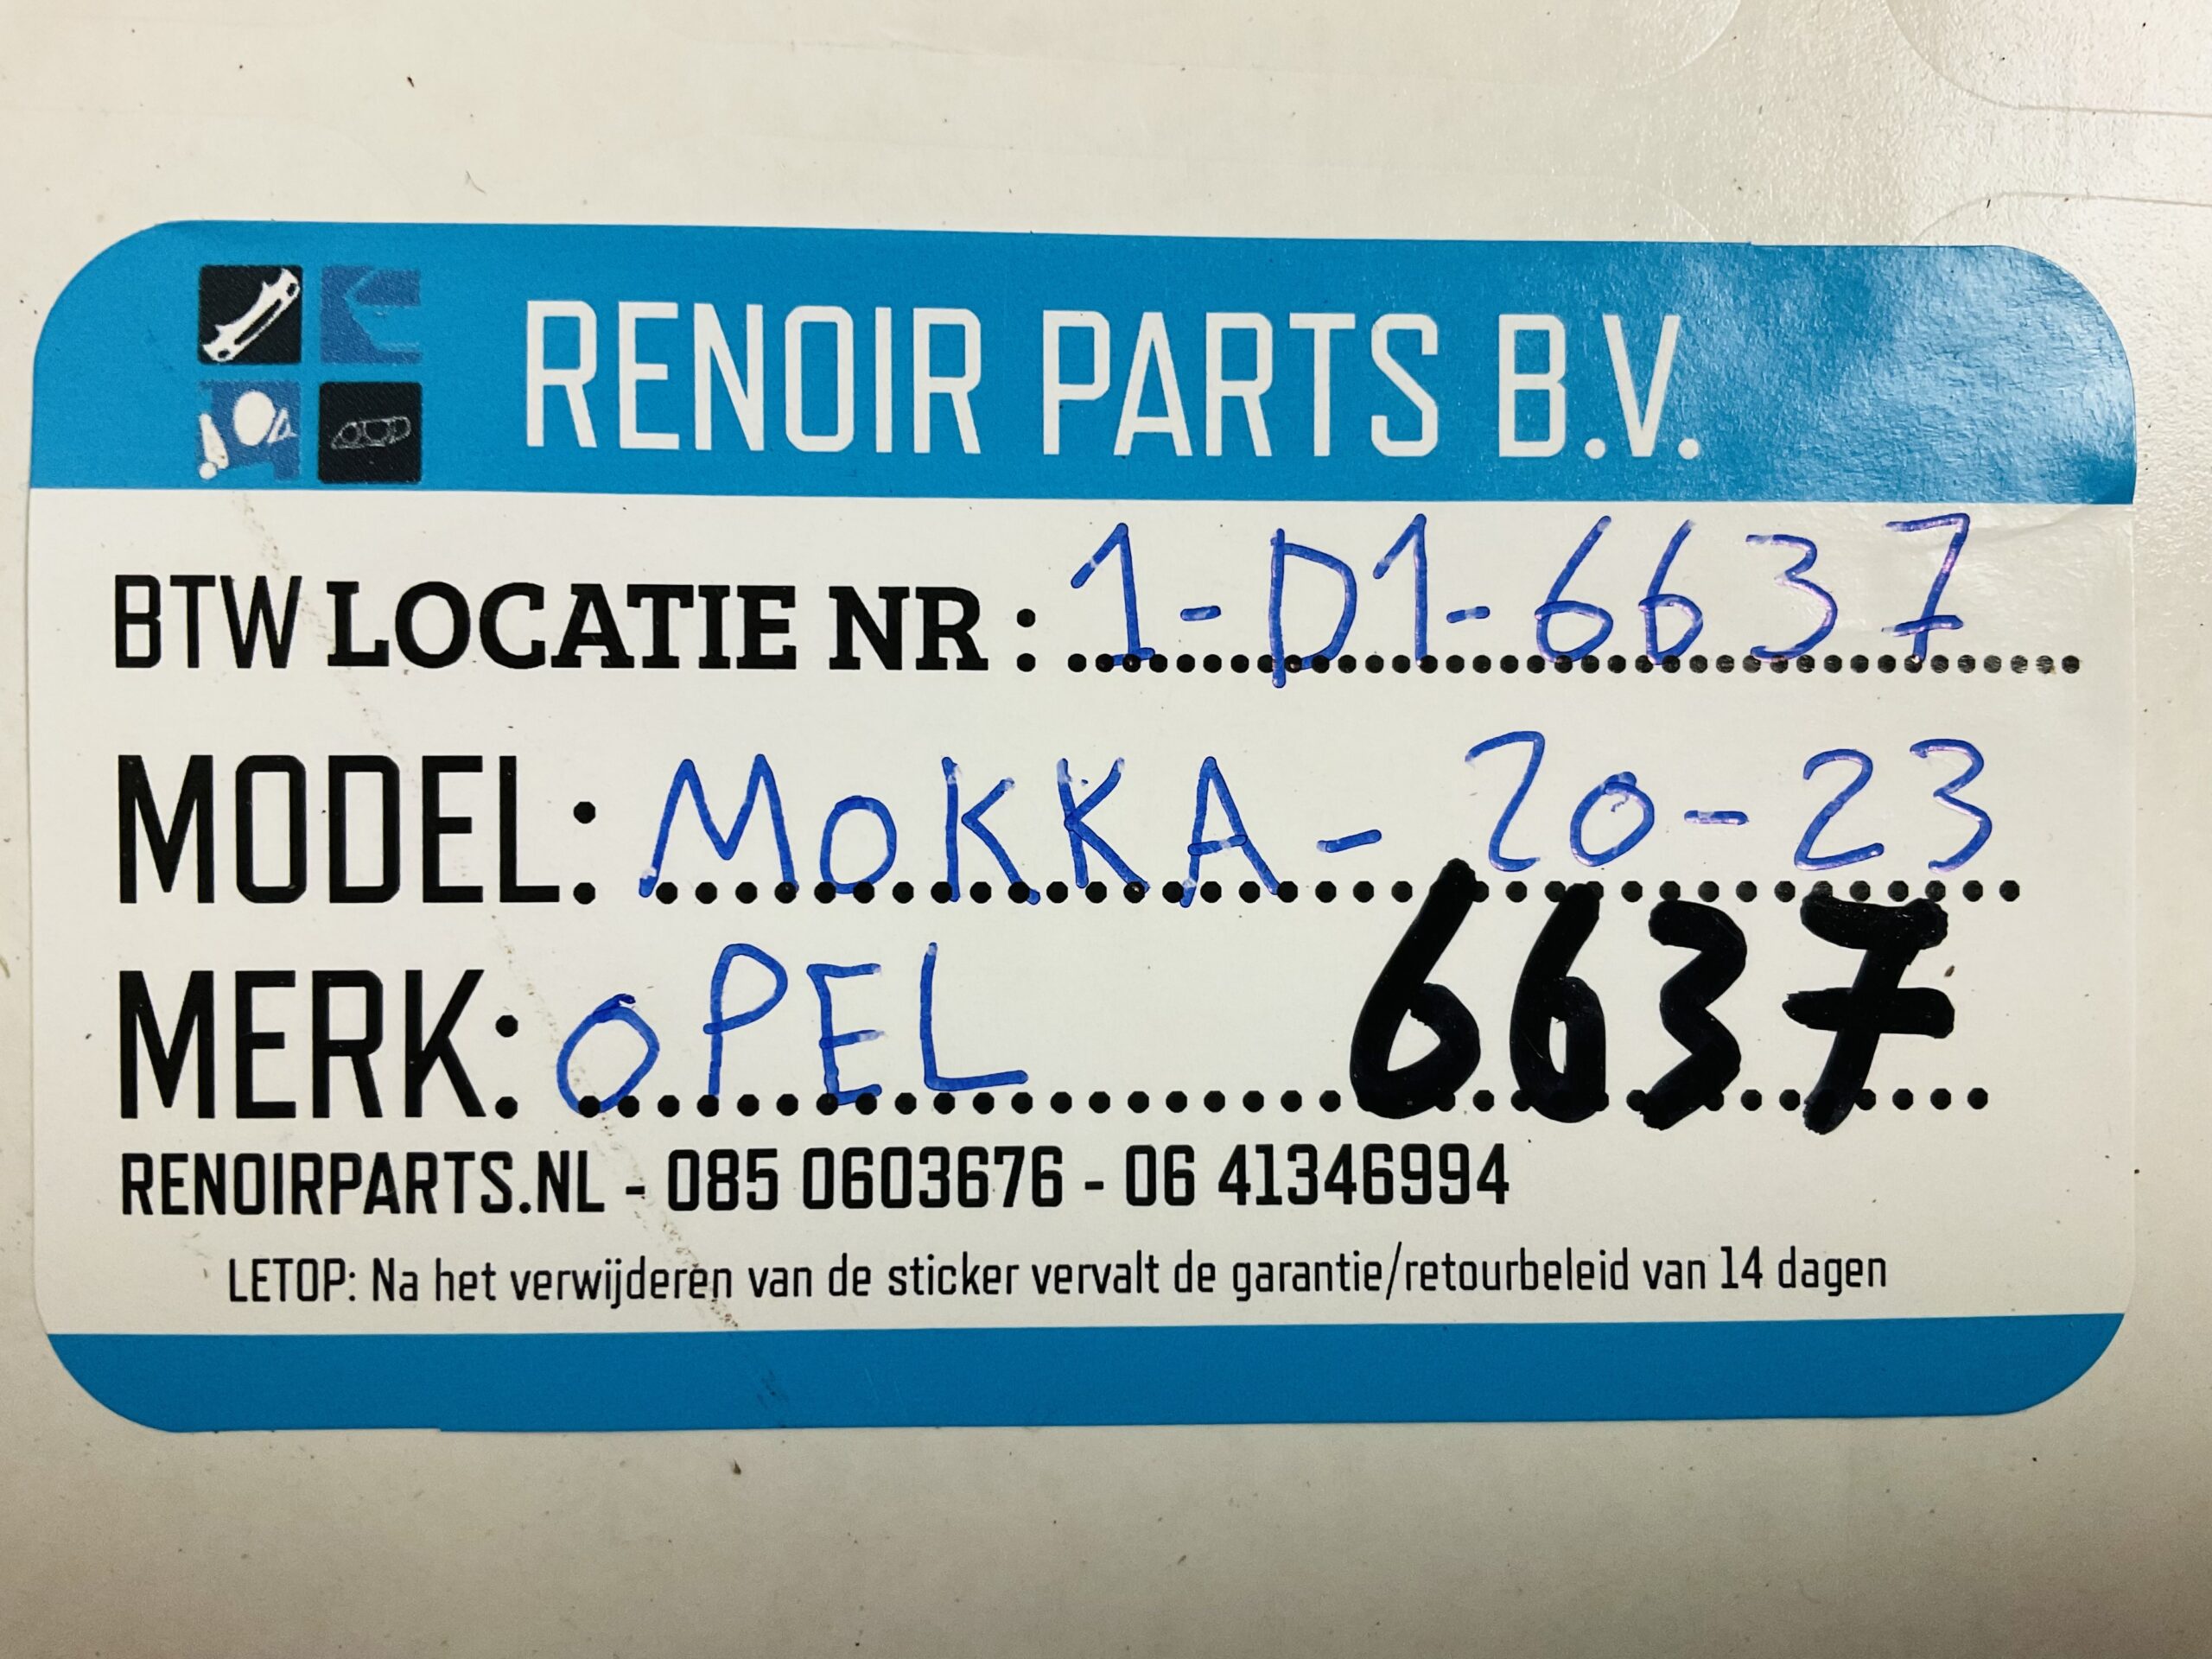 RENOIR PARTS B.V.
BTW LOCATIE NR : 1-D1-6637
MODEL: MOKKA - 20-23
MERK: OPEL 6637
RENOIRPARTS.NL - 085 0603676 - 06 41346994
LETOP: Na het verwijderen van de sticker vervalt de garantie/retourbeleid van 14 dagen